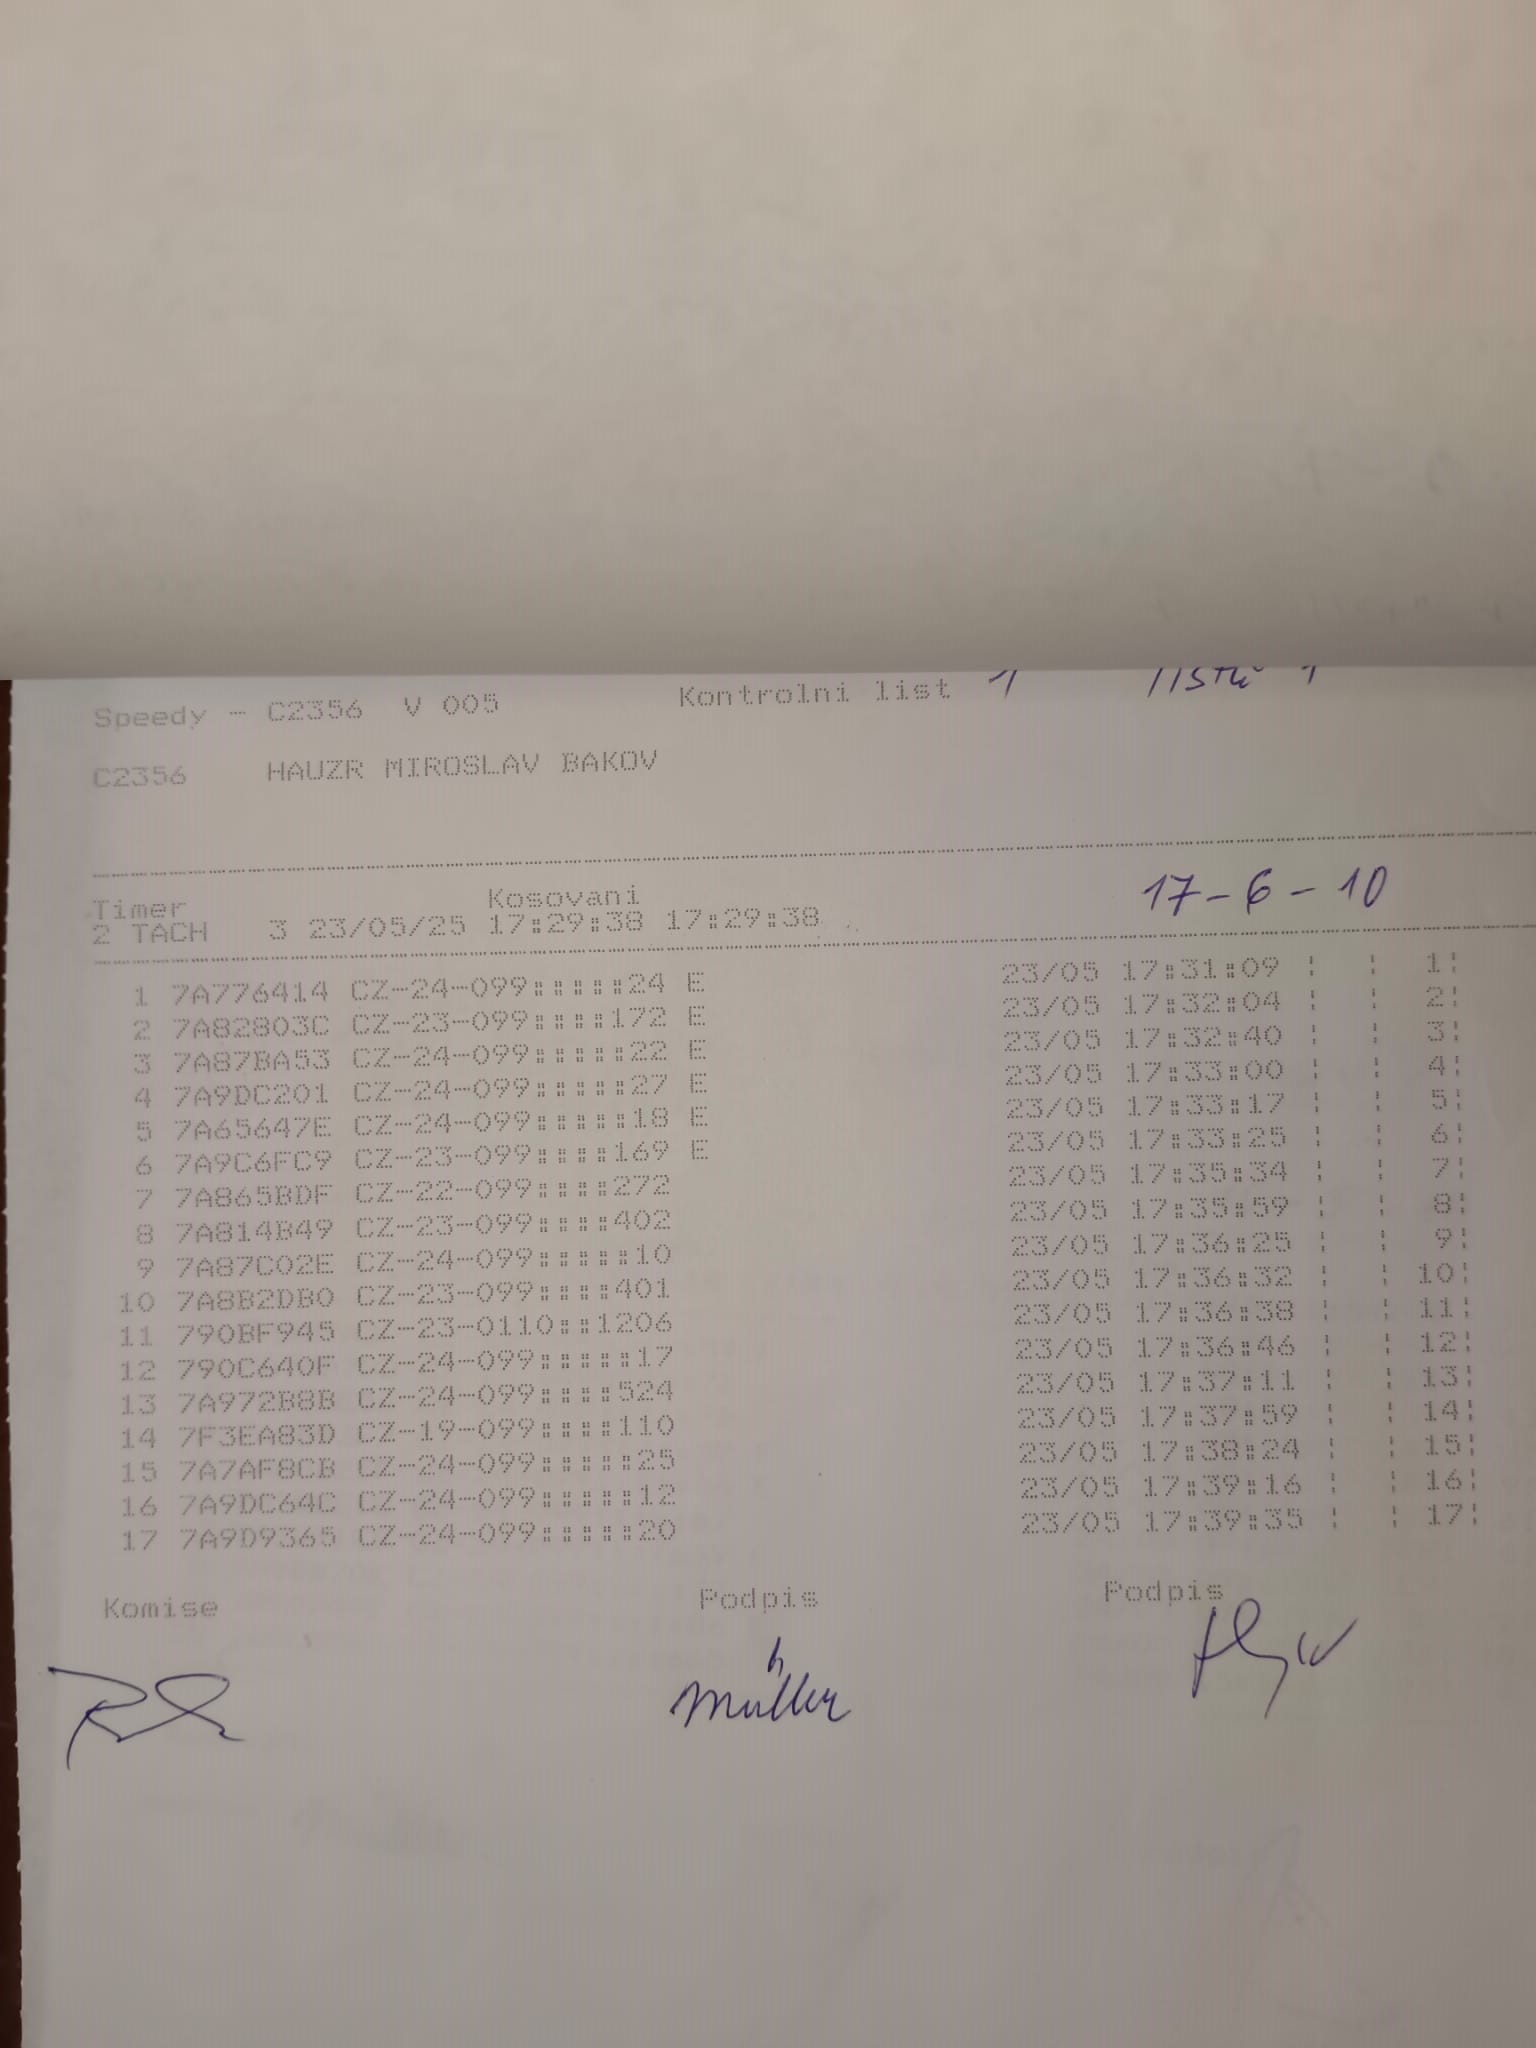 Speedy - C2356 V 005 Kontrolni list 1
C2356 HAUZR MIROSLAV BAKOV
Timer Kosovani 17-6-10
2 TACH 3 23/05/25 17:29:38 17:29:38
1 7A776414 CZ-24-099:::::24 E 23/05 17:31:09 ¦ ¦ 1¦
2 7A82803C CZ-23-099::::172 E 23/05 17:32:04 ¦ ¦ 2¦
3 7A87BA53 CZ-24-099:::::22 E 23/05 17:32:40 ¦ ¦ 3¦
4 7A9DC201 CZ-24-099:::::27 E 23/05 17:33:00 ¦ ¦ 4¦
5 7A65647E CZ-24-099:::::18 E 23/05 17:33:17 ¦ ¦ 5¦
6 7A9C6FC9 CZ-23-099::::169 E 23/05 17:33:25 ¦ ¦ 6¦
7 7A865BDF CZ-22-099::::272 23/05 17:35:34 ¦ ¦ 7¦
8 7A814B49 CZ-23-099::::402 23/05 17:35:59 ¦ ¦ 8¦
9 7A87C02E CZ-24-099:::::10 23/05 17:36:25 ¦ ¦ 9¦
10 7A8B2DB0 CZ-23-099::::401 23/05 17:36:32 ¦ ¦ 10¦
11 790BF945 CZ-23-0110::1206 23/05 17:36:38 ¦ ¦ 11¦
12 790C640F CZ-24-099:::::17 23/05 17:36:46 ¦ ¦ 12¦
13 7A972B8B CZ-24-099::::524 23/05 17:37:11 ¦ ¦ 13¦
14 7F3EA83D CZ-19-099::::110 23/05 17:37:59 ¦ ¦ 14¦
15 7A7AF8CB CZ-24-099:::::25 23/05 17:38:24 ¦ ¦ 15¦
16 7A9DC64C CZ-24-099:::::12 23/05 17:39:16 ¦ ¦ 16¦
17 7A9D9365 CZ-24-099:::::20 23/05 17:39:35 ¦ ¦ 17¦
Komise Podpis Podpis
Müller